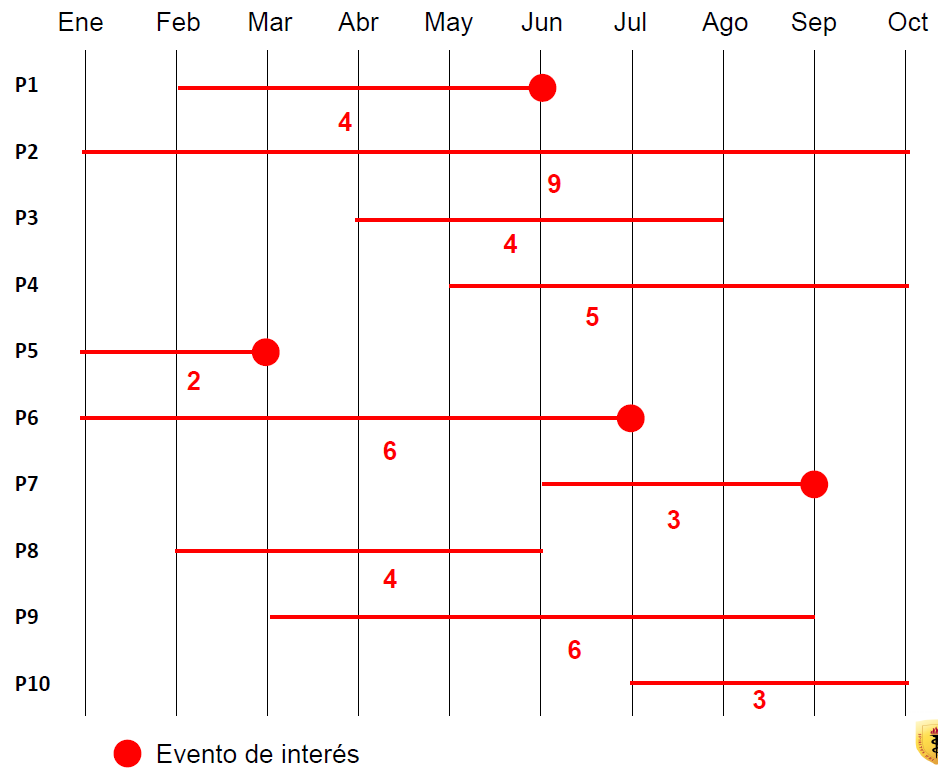 Ene Feb Mar Abr May Jun Jul Ago Sep Oct
P1
4
P2
9
P3
4
P4
5
P5
2
P6
6
P7
3
P8
4
P9
6
P10
3
Evento de interés